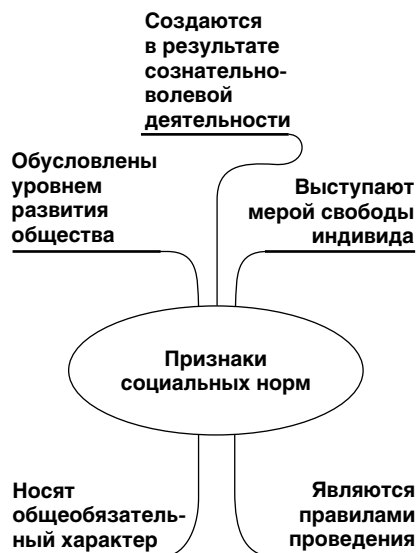 Создаются
в результате
сознательно-
волевой
деятельности
Обусловлены
уровнем
развития
общества
Выступают
мерой свободы
индивида
Признаки
социальных норм
Носят
общеобязатель-
ный характер
Являются
правилами
проведения